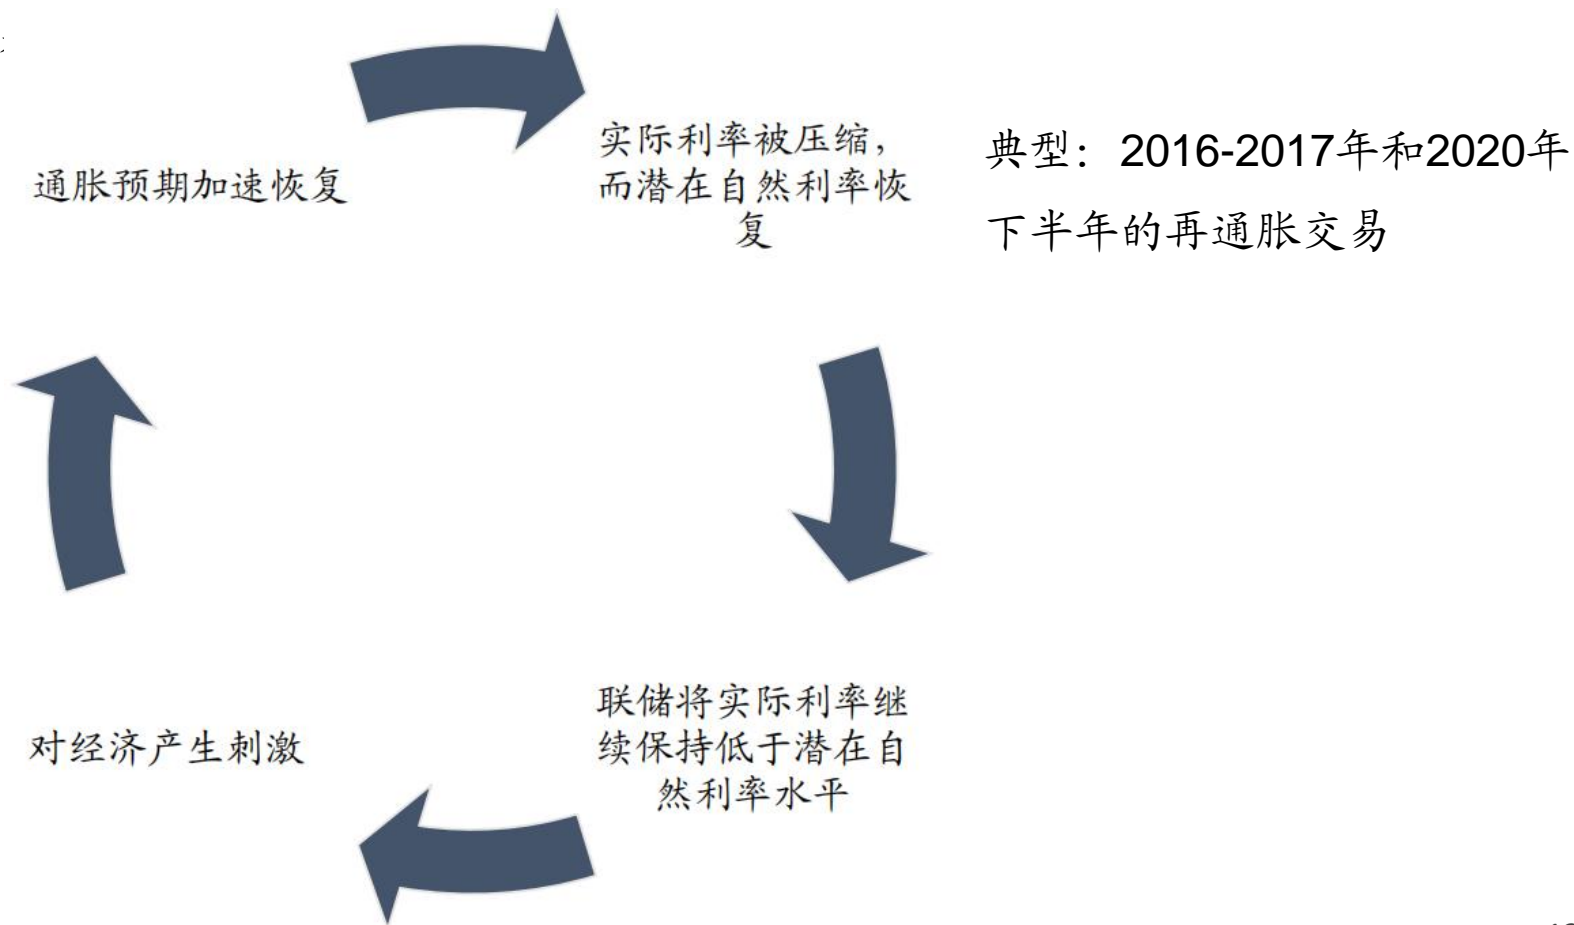 通胀预期加速恢复
实际利率被压缩，
而潜在自然利率恢
复
典型：2016-2017年和2020年
下半年的再通胀交易
联储将实际利率继
续保持低于潜在自
然利率水平
对经济产生刺激